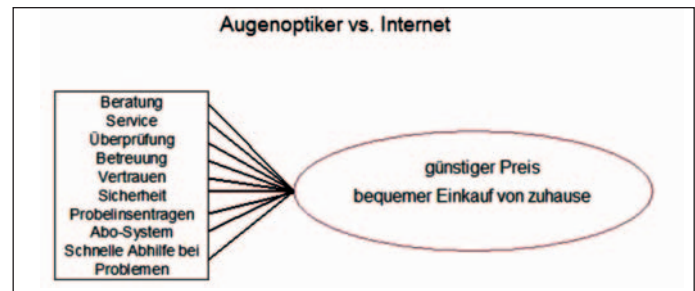 Augenoptiker vs. Internet
Beratung
Service
Überprüfung
Betreuung
Vertrauen
Sicherheit
Probelinsentragen
Abo-System
Schnelle Abhilfe bei
Problemen
günstiger Preis
bequemer Einkauf von zuhause